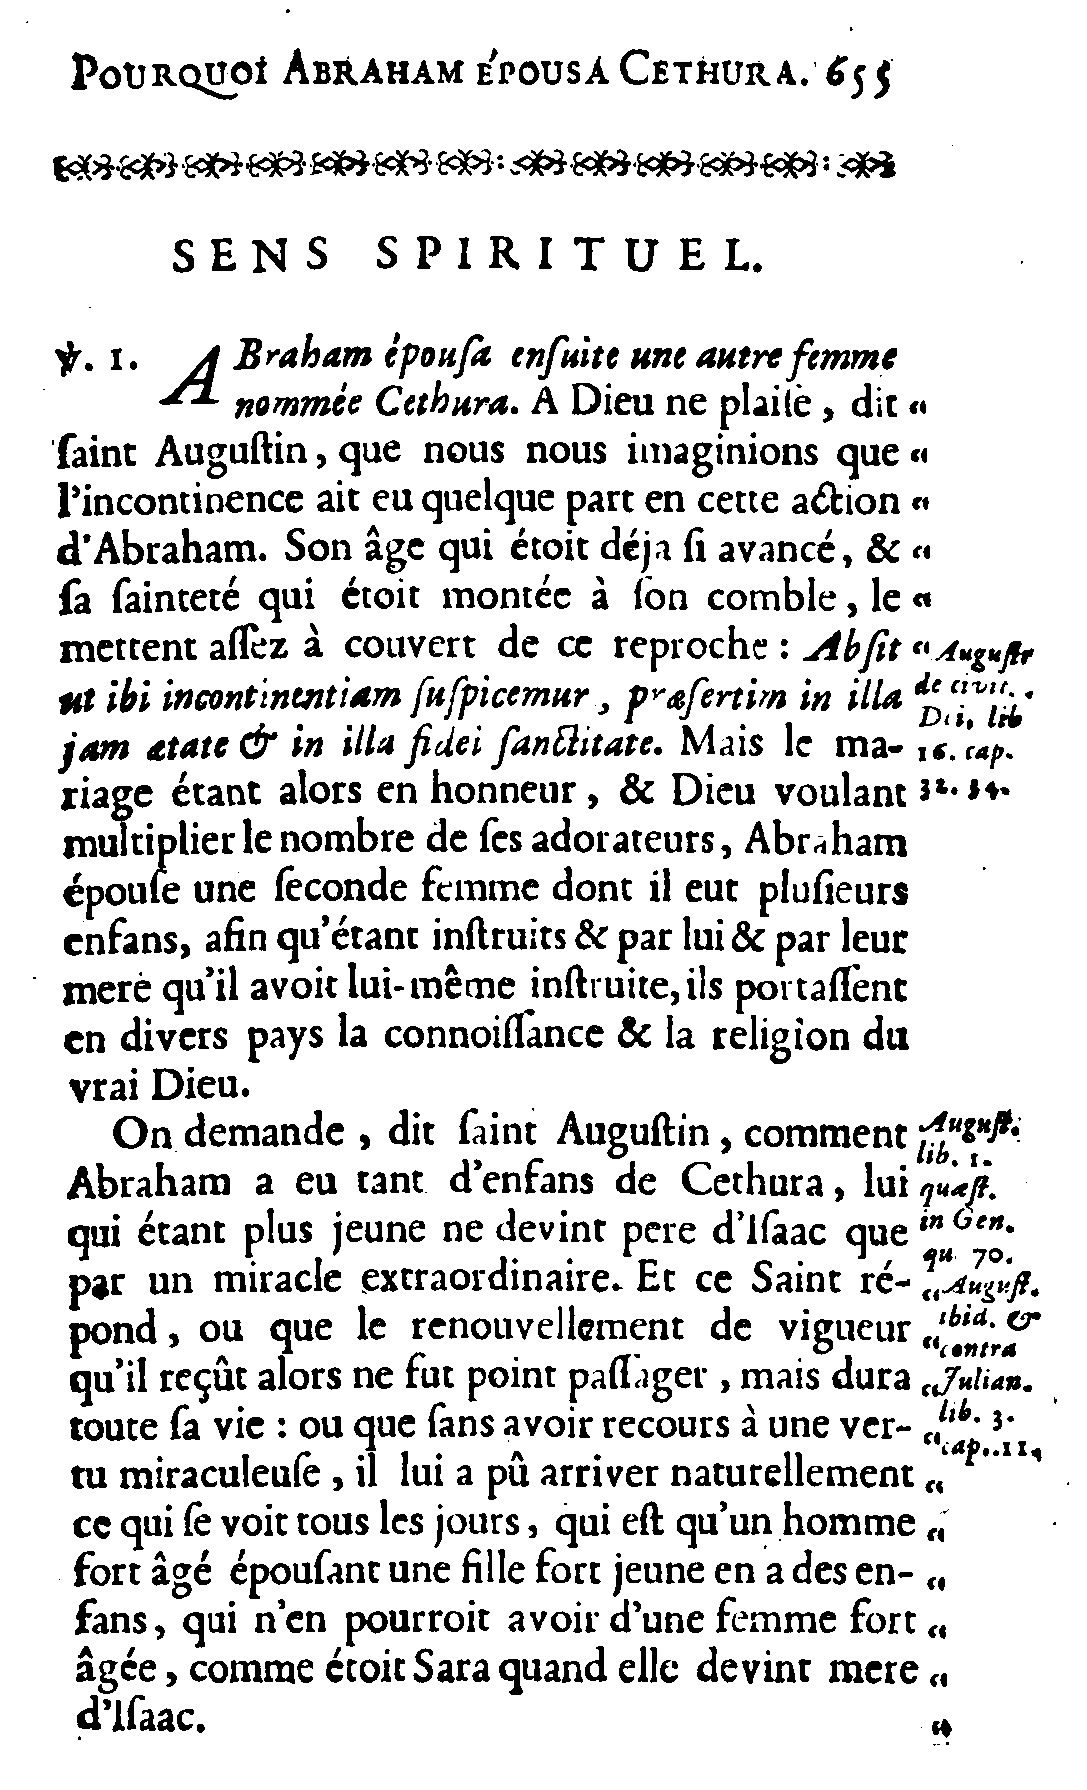 POURQUOI ABRAHAM ÉPOUSA CETHURA. 655
SENS SPIRITUEL.
℣. 1. ABraham épouſa enſuite une autre femme
nommée Cethura. A Dieu ne plaiſe, dit “
ſaint Auguſtin, que nous nous imaginions que “
l'incontinence ait eu quelque part en cette action “
d'Abraham. Son âge qui étoit déja ſi avancé, & “
ſa ſainteté qui étoit montée à ſon comble, le “
mettent aſſez à couvert de ce reproche : Abſit “
ut ibi incontinentiam ſuſpicemur, præſertim in illa
jam ætate & in illa fidei ſanctitate. Mais le ma-
riage étant alors en honneur, & Dieu voulant
multiplier le nombre de ſes adorateurs, Abraham
épouſe une ſeconde femme dont il eut pluſieurs
enfans, afin qu'étant inſtruits & par lui & par leur
mere qu'il avoit lui-même inſtruite, ils portaſſent
en divers pays la connoiſſance & la religion du
vrai Dieu.
Auguſt.
de civit.
Dei, lib
16. cap.
32. 34.
On demande, dit ſaint Auguſtin, comment
Abraham a eu tant d'enfans de Cethura, lui
qui étant plus jeune ne devint pere d'Iſaac que
par un miracle extraordinaire. Et ce Saint ré- “
pond, ou que le renouvellement de vigueur “
qu'il reçût alors ne fut point paſſager, mais dura “
toute ſa vie : ou que ſans avoir recours à une ver- “
tu miraculeuſe, il lui a pû arriver naturellement “
ce qui ſe voit tous les jours, qui eſt qu'un homme “
fort âgé épouſant une fille fort jeune en a des en- “
fans, qui n'en pourroit avoir d'une femme fort “
âgée, comme étoit Sara quand elle devint mere “
d'Iſaac. “
Auguſt.
lib. 1.
quæſt.
in Gen.
qu. 70.
Auguſt.
ibid. &
contra
Julian.
lib. 3.
cap. 11.